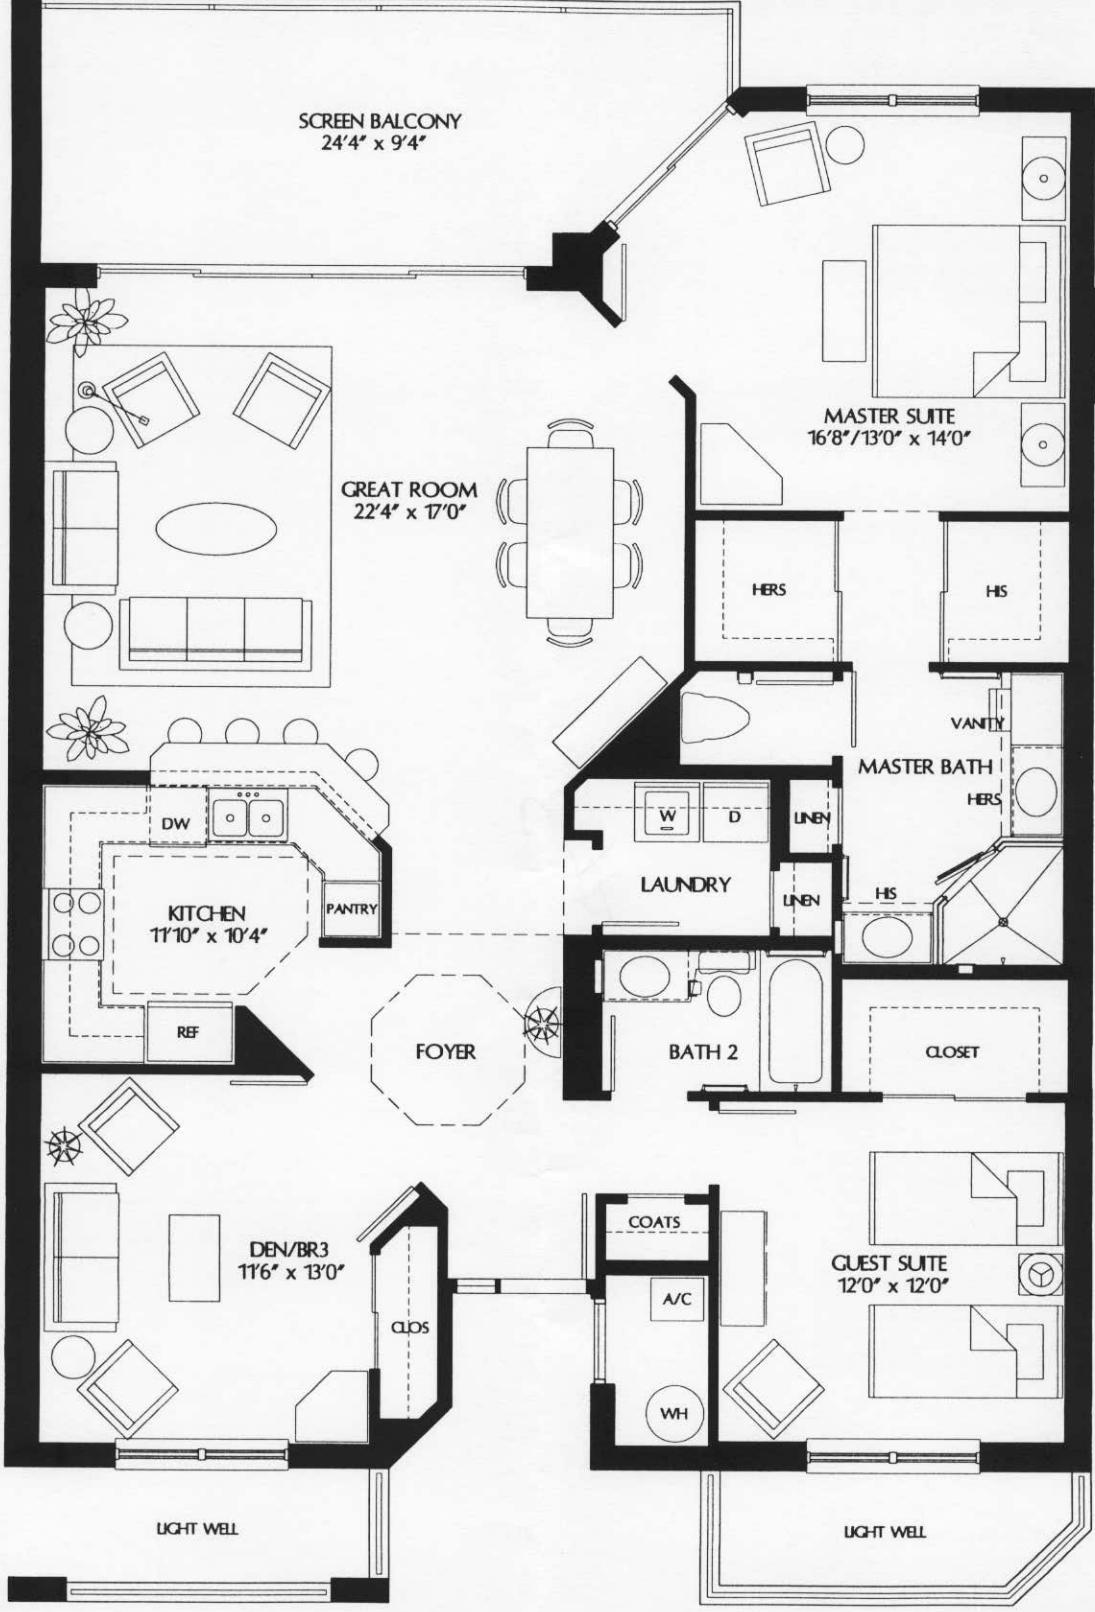 SCREEN BALCONY
24'4" x 9'4"
MASTER SUITE
16'8"/13'0" x 14'0"
GREAT ROOM
22'4" x 17'0"
HERS
HIS
VANITY
MASTER BATH
HERS
DW
W
D
LINEN
LAUNDRY
LINEN
HIS
KITCHEN
11'10" x 10'4"
PANTRY
REF
FOYER
BATH 2
CLOSET
COATS
DEN/BR3
11'6" x 13'0"
GUEST SUITE
12'0" x 12'0"
A/C
CLOS
WH
LIGHT WELL
LIGHT WELL